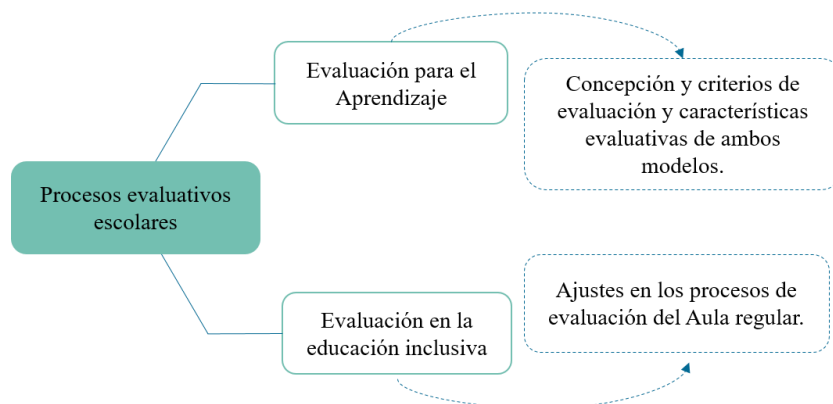 Evaluación para el
Aprendizaje
Concepción y criterios de
evaluación y características
evaluativas de ambos
modelos.
Procesos evaluativos
escolares
Ajustes en los procesos de
evaluación del Aula regular.
Evaluación en la
educación inclusiva